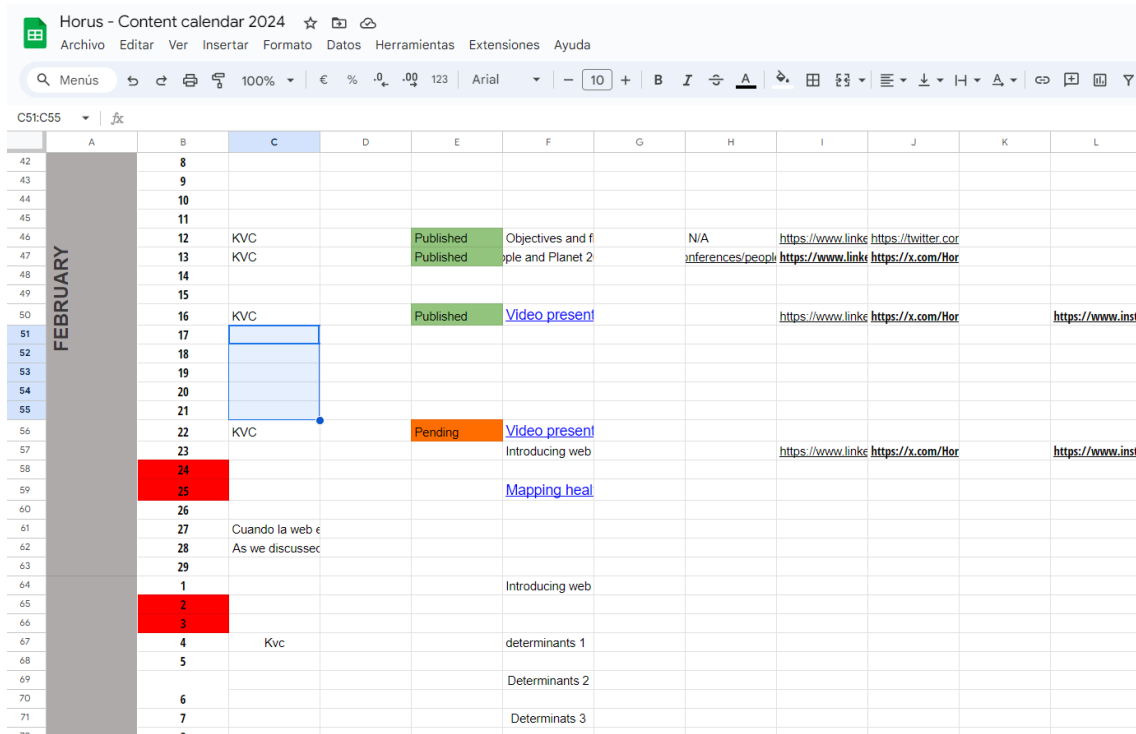 Horus - Content calendar 2024
Archivo Editar Ver Insertar Formato Datos Herramientas Extensiones Ayuda
Menús 100% € % .0 .00 123 Arial − 10 + B I A
C51:C55 fx
A B C D E F G H I J K L
42 8
43 9
44 10
45 11
46 12 KVC Published Objectives and N/A https://www.linke https://twitter.cor
47 13 KVC Published ple and Planet 2 nferences/people https://www.linke https://x.com/Hor
48 14
49 15
50 16 KVC Published Video present https://www.linke https://x.com/Hor https://www.inst
51 17
52 18
53 19
54 20
55 21
56 22 KVC Pending Video present
57 23 Introducing web https://www.linke https://x.com/Hor https://www.inst
58 24
59 25 Mapping heal
60 26
61 27 Cuando la web e
62 28 As we discussed
63 29
64 1 Introducing web
65 2
66 3
67 4 Kvc determinants 1
68 5
69 Determinants 2
70 6
71 7 Determinats 3
FEBRUARY